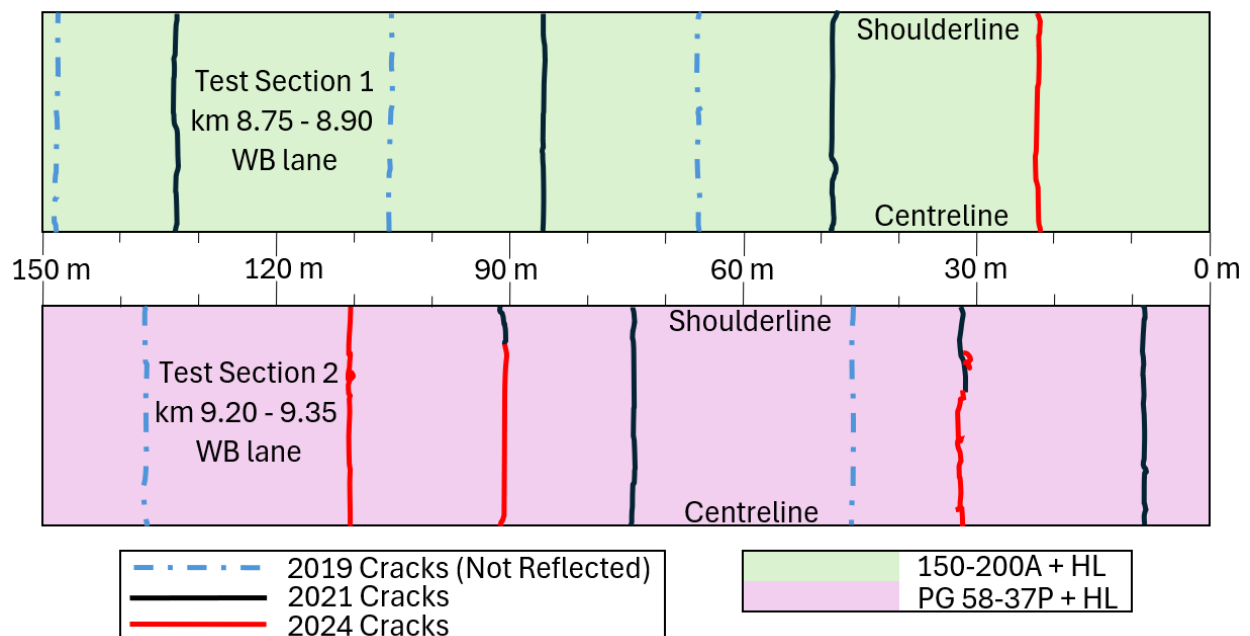 Shoulderline
Test Section 1
km 8.75 - 8.90
WB lane
Centreline
150 m 120 m 90 m 60 m 30 m 0 m
Shoulderline
Test Section 2
km 9.20 - 9.35
WB lane
Centreline
2019 Cracks (Not Reflected)
2021 Cracks
2024 Cracks
150-200A + HL
PG 58-37P + HL